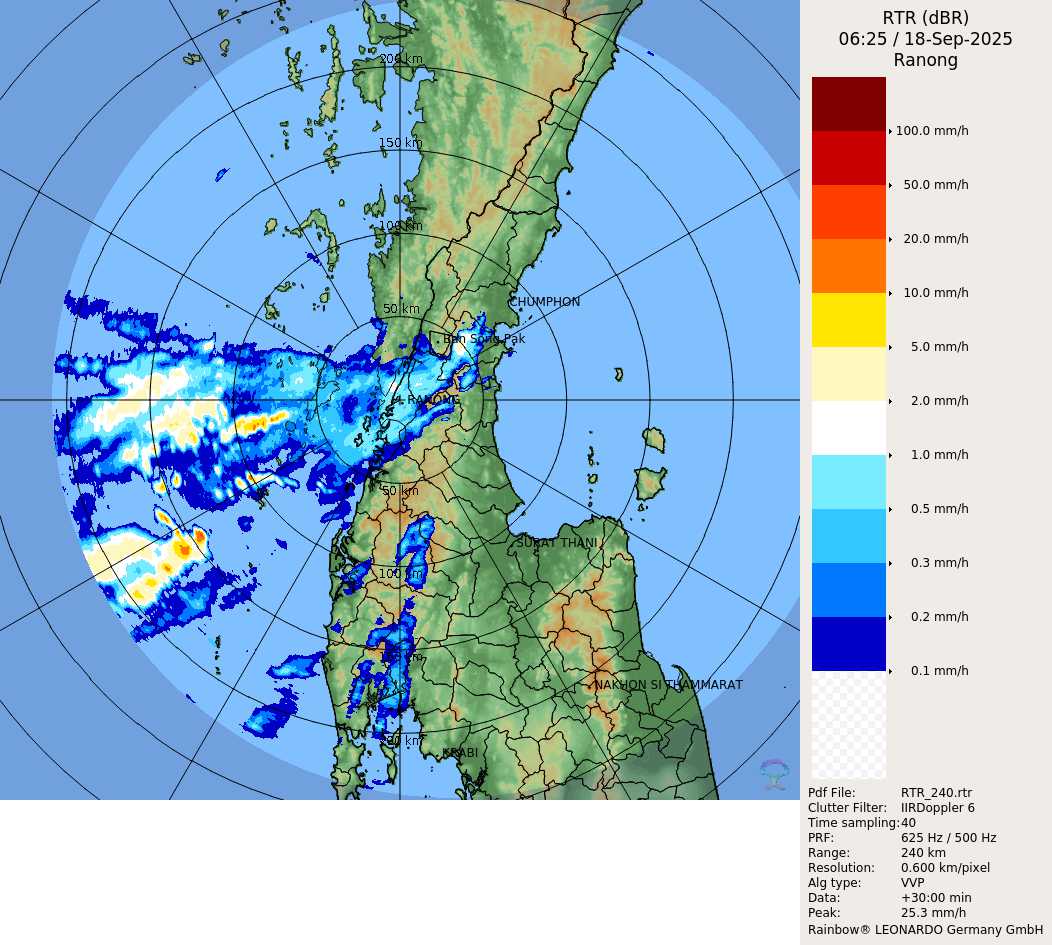 RTR (dBR)
06:25 / 18-Sep-2025
Ranong
200 km
150 km
100 km
50 km
CHUMPHON
Ban Song Pak
RANONG
50 km
SURAT THANI
100 km
NAKHON SI THAMMARAT
KRABI
100.0 mm/h
50.0 mm/h
20.0 mm/h
10.0 mm/h
5.0 mm/h
2.0 mm/h
1.0 mm/h
0.5 mm/h
0.3 mm/h
0.2 mm/h
0.1 mm/h
Pdf File: RTR_240.rtr
Clutter Filter: IIRDoppler 6
Time sampling:40
PRF: 625 Hz / 500 Hz
Range: 240 km
Resolution: 0.600 km/pixel
Alg type: VVP
Data: +30:00 min
Peak: 25.3 mm/h
Rainbow® LEONARDO Germany GmbH